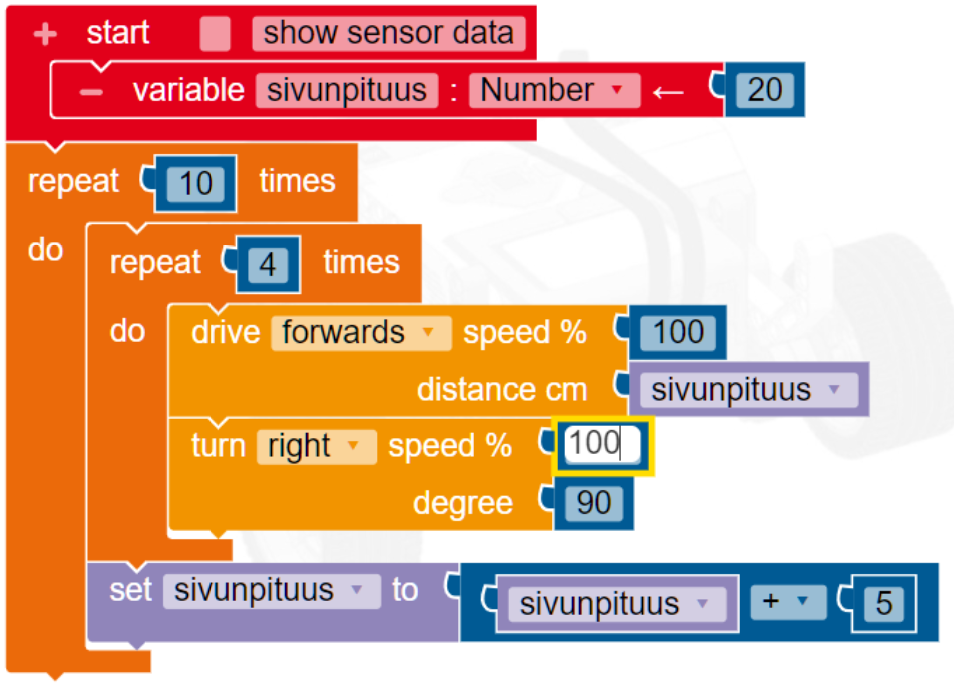 + start show sensor data
– variable sivunpituus : Number ← 20
repeat 10 times
do repeat 4 times
do drive forwards speed % 100
distance cm sivunpituus
turn right speed % 100
degree 90
set sivunpituus to sivunpituus + 5